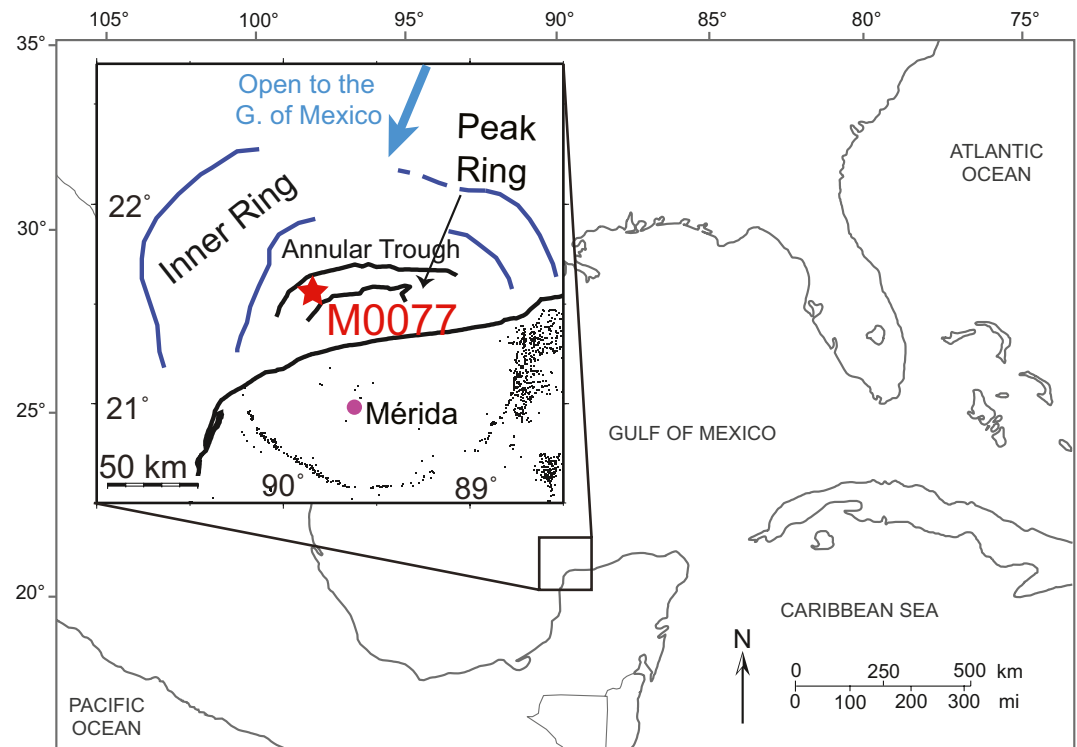 105°
100°
95°
90°
85°
80°
75°
35°
30°
25°
20°
Open to the
G. of Mexico
Peak
Ring
22°
Inner Ring
Annular Trough
M0077
21°
Mérida
50 km
90°
89°
ATLANTIC
OCEAN
GULF OF MEXICO
CARIBBEAN SEA
PACIFIC
OCEAN
N
0 250 500 km
0 100 200 300 mi